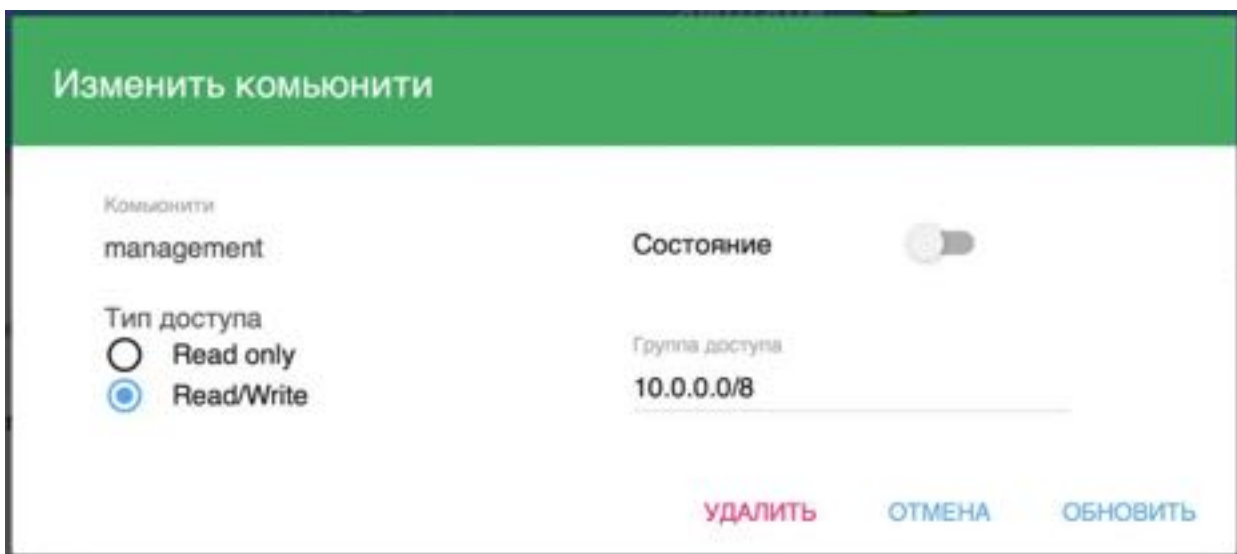 Изменить комьюнити
Комьюнити
management
Состояние
Тип доступа
Read only
Read/Write
Группа доступа
10.0.0.0/8
УДАЛИТЬ
ОТМЕНА
ОБНОВИТЬ